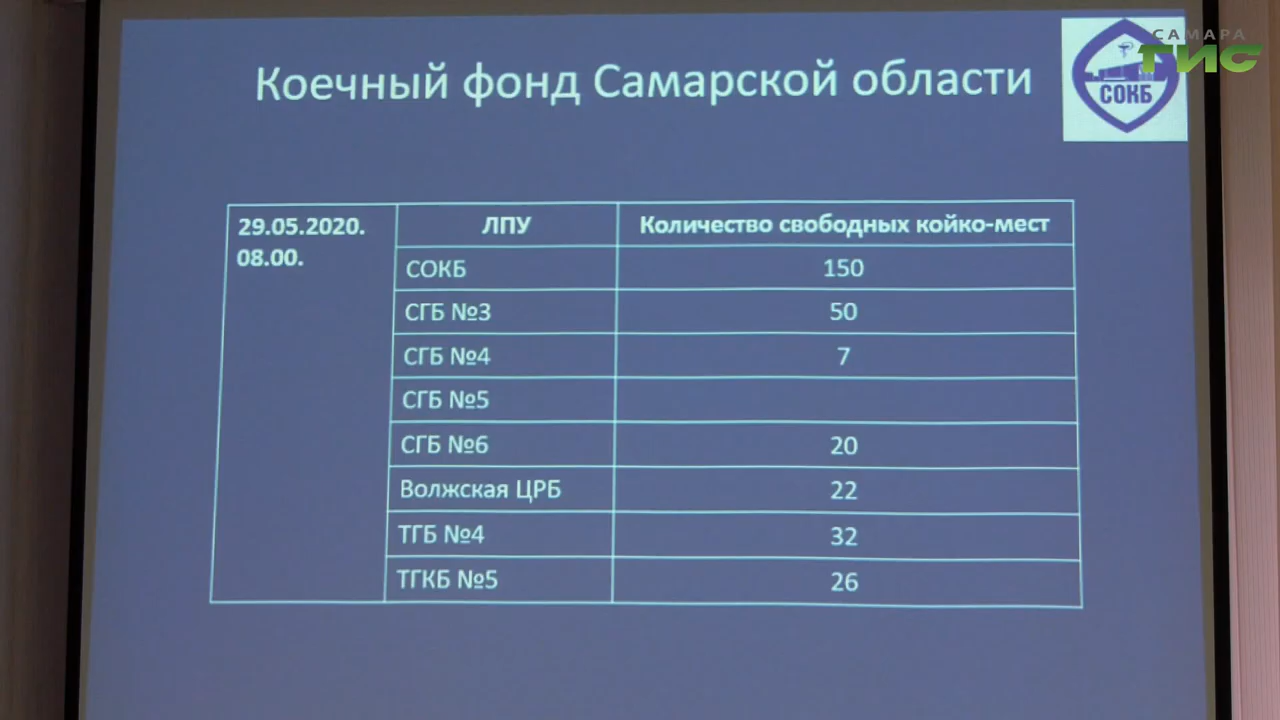 САМАРА
ГИС
СОКБ
Коечный фонд Самарской области
29.05.2020. ЛПУ Количество свободных койко-мест
08.00.
СОКБ 150
СГБ №3 50
СГБ №4 7
СГБ №5
СГБ №6 20
Волжская ЦРБ 22
ТГБ №4 32
ТГКБ №5 26